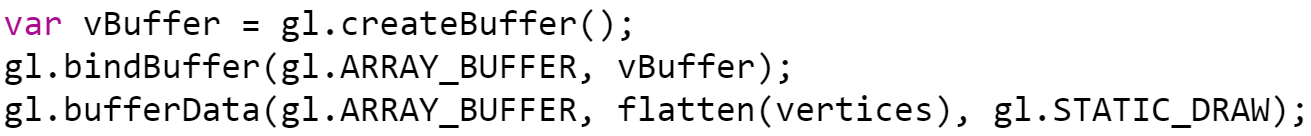 var vBuffer = gl.createBuffer();
gl.bindBuffer(gl.ARRAY_BUFFER, vBuffer);
gl.bufferData(gl.ARRAY_BUFFER, flatten(vertices), gl.STATIC_DRAW);